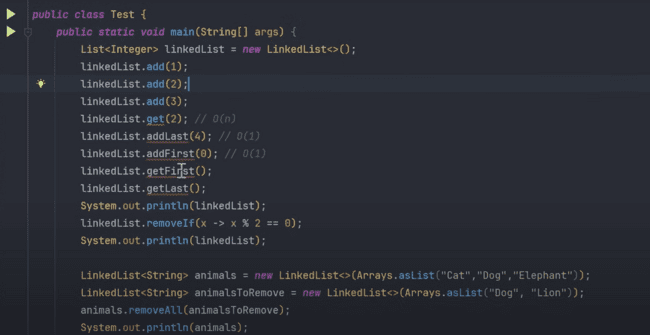 public class Test {
public static void main(String[] args) {
List<Integer> linkedList = new LinkedList<>();
linkedList.add(1);
linkedList.add(2);
linkedList.add(3);
linkedList.get(2); // O(n)
linkedList.addLast(4); // O(1)
linkedList.addFirst(0); // O(1)
linkedList.getFirst();
linkedList.getLast();
System.out.println(linkedList);
linkedList.removeIf(x -> x % 2 == 0);
System.out.println(linkedList);
LinkedList<String> animals = new LinkedList<>(Arrays.asList("Cat","Dog","Elephant"));
LinkedList<String> animalsToRemove = new LinkedList<>(Arrays.asList("Dog", "Lion"));
animals.removeAll(animalsToRemove);
System.out.println(animals);